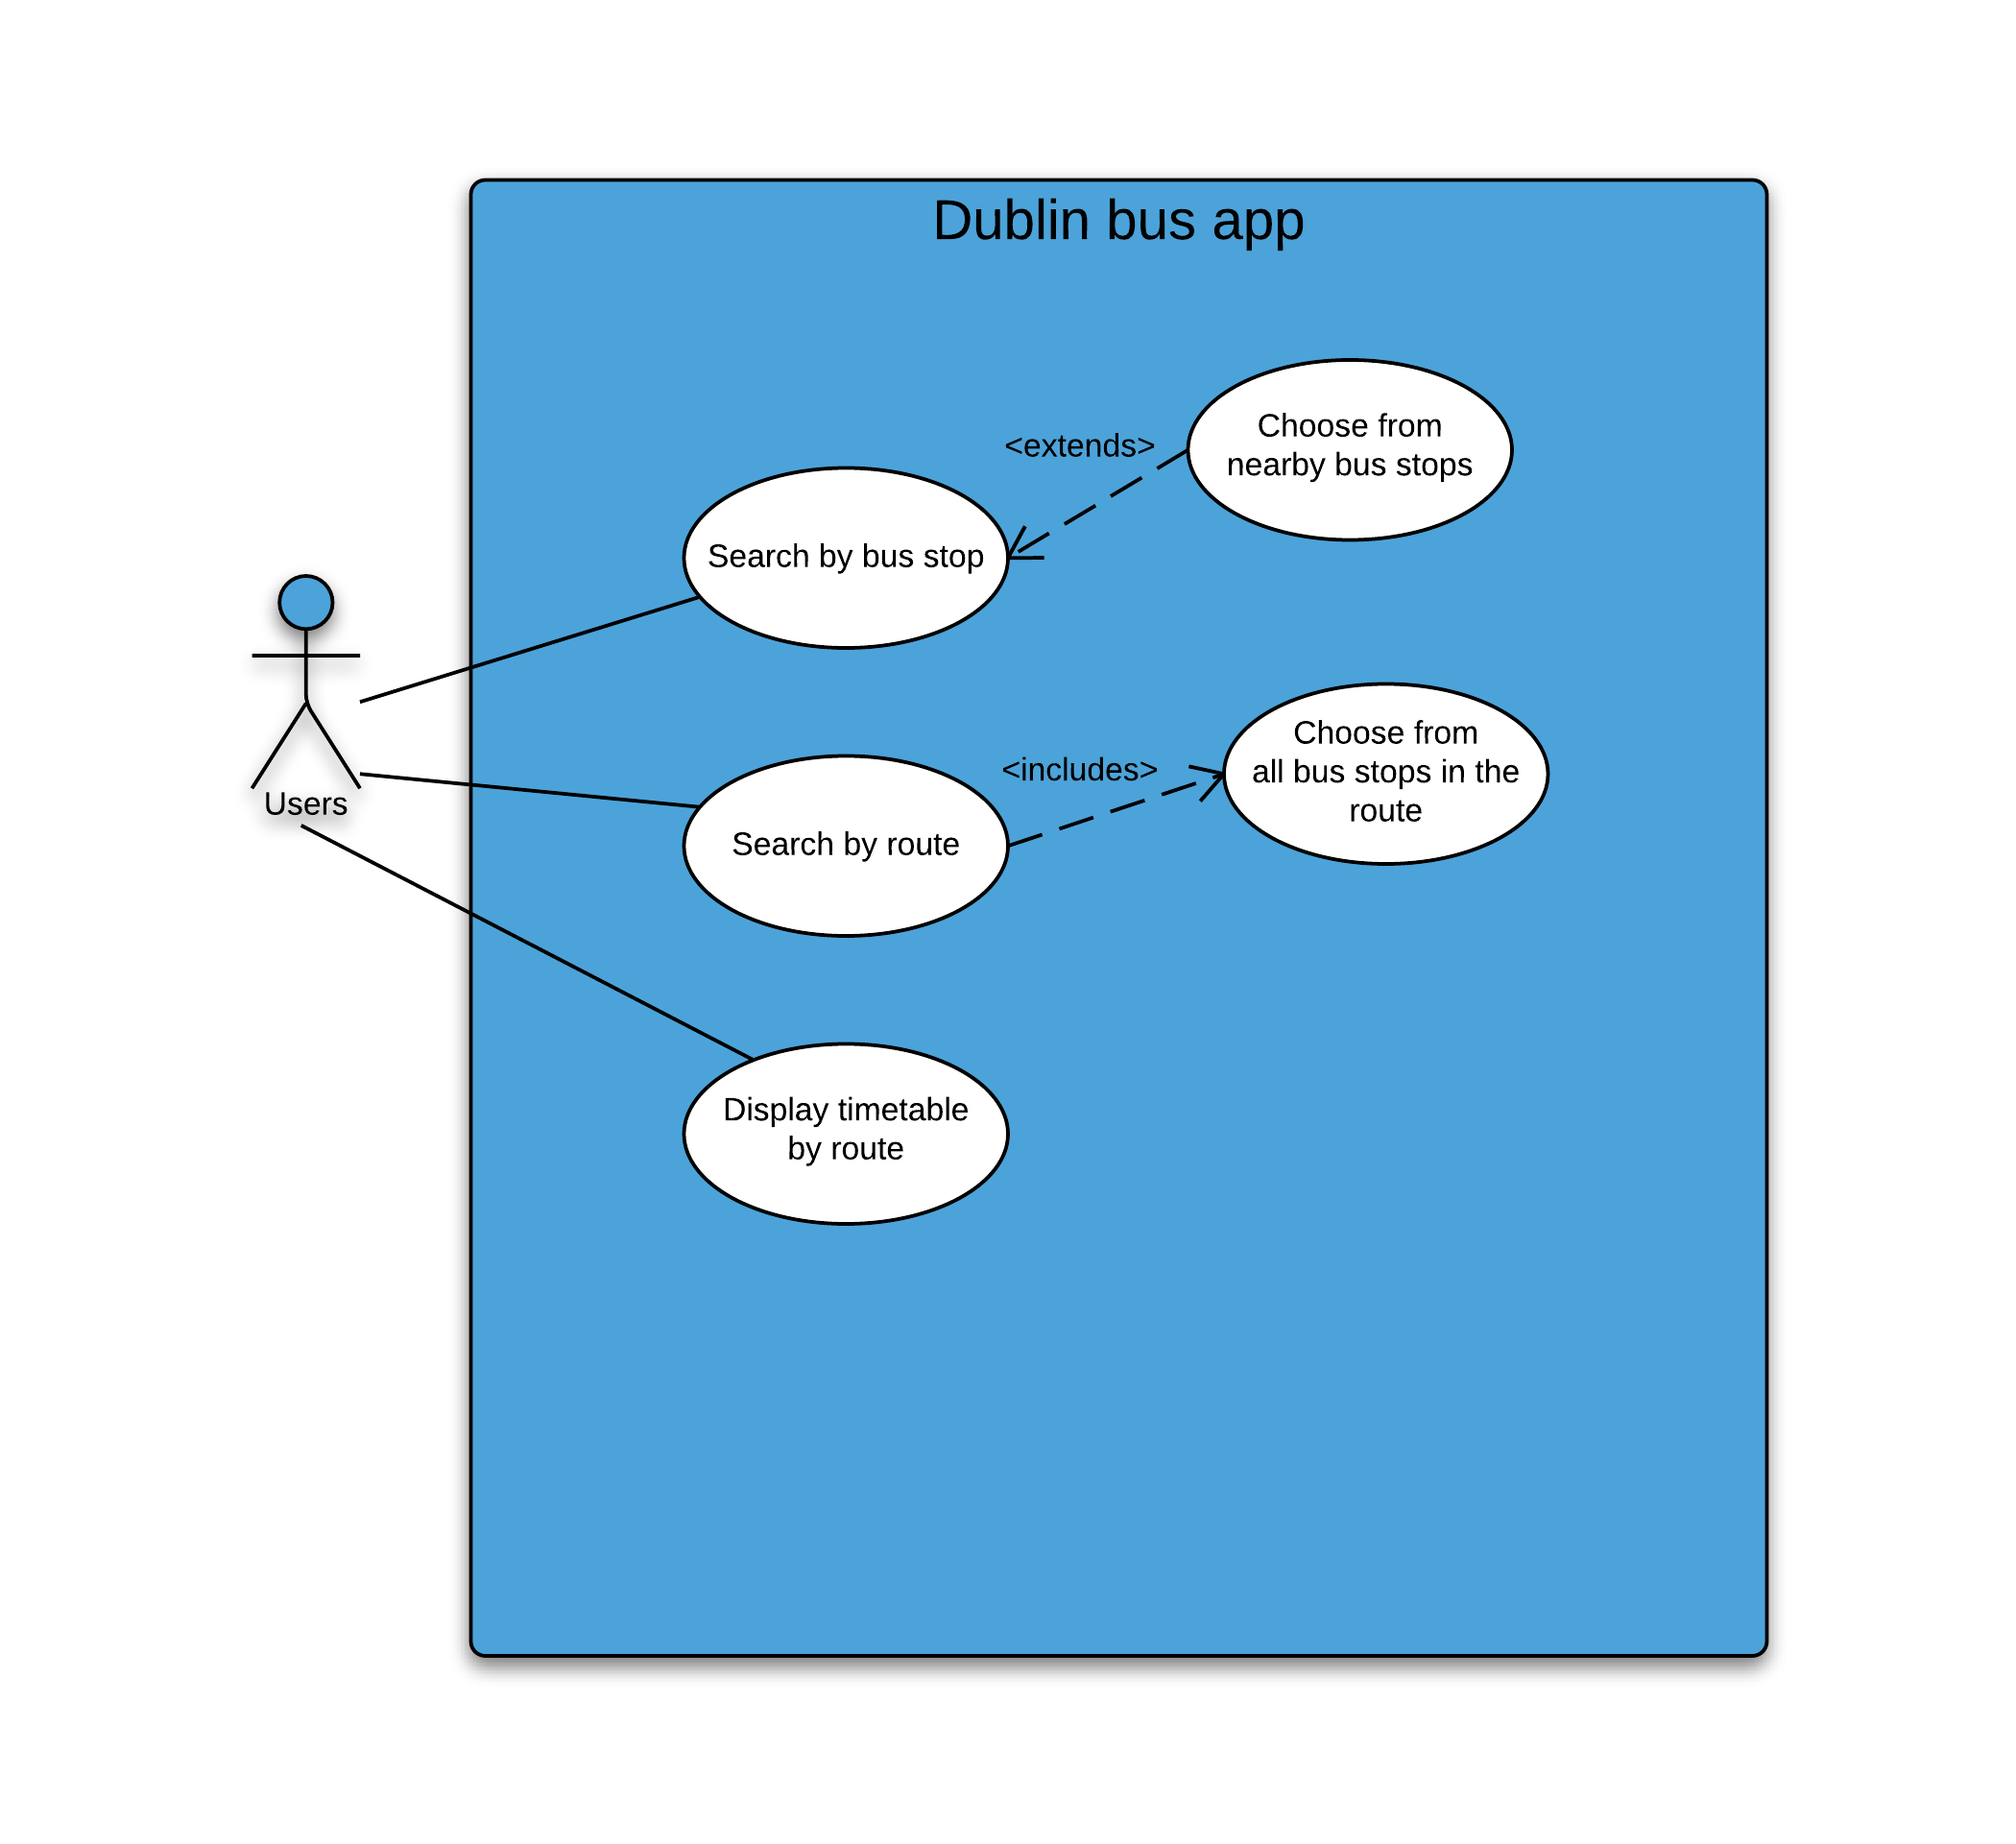 Dublin bus app
Choose from
nearby bus stops
<extends>
Search by bus stop
Choose from
all bus stops in the
route
<includes>
Users
Search by route
Display timetable
by route